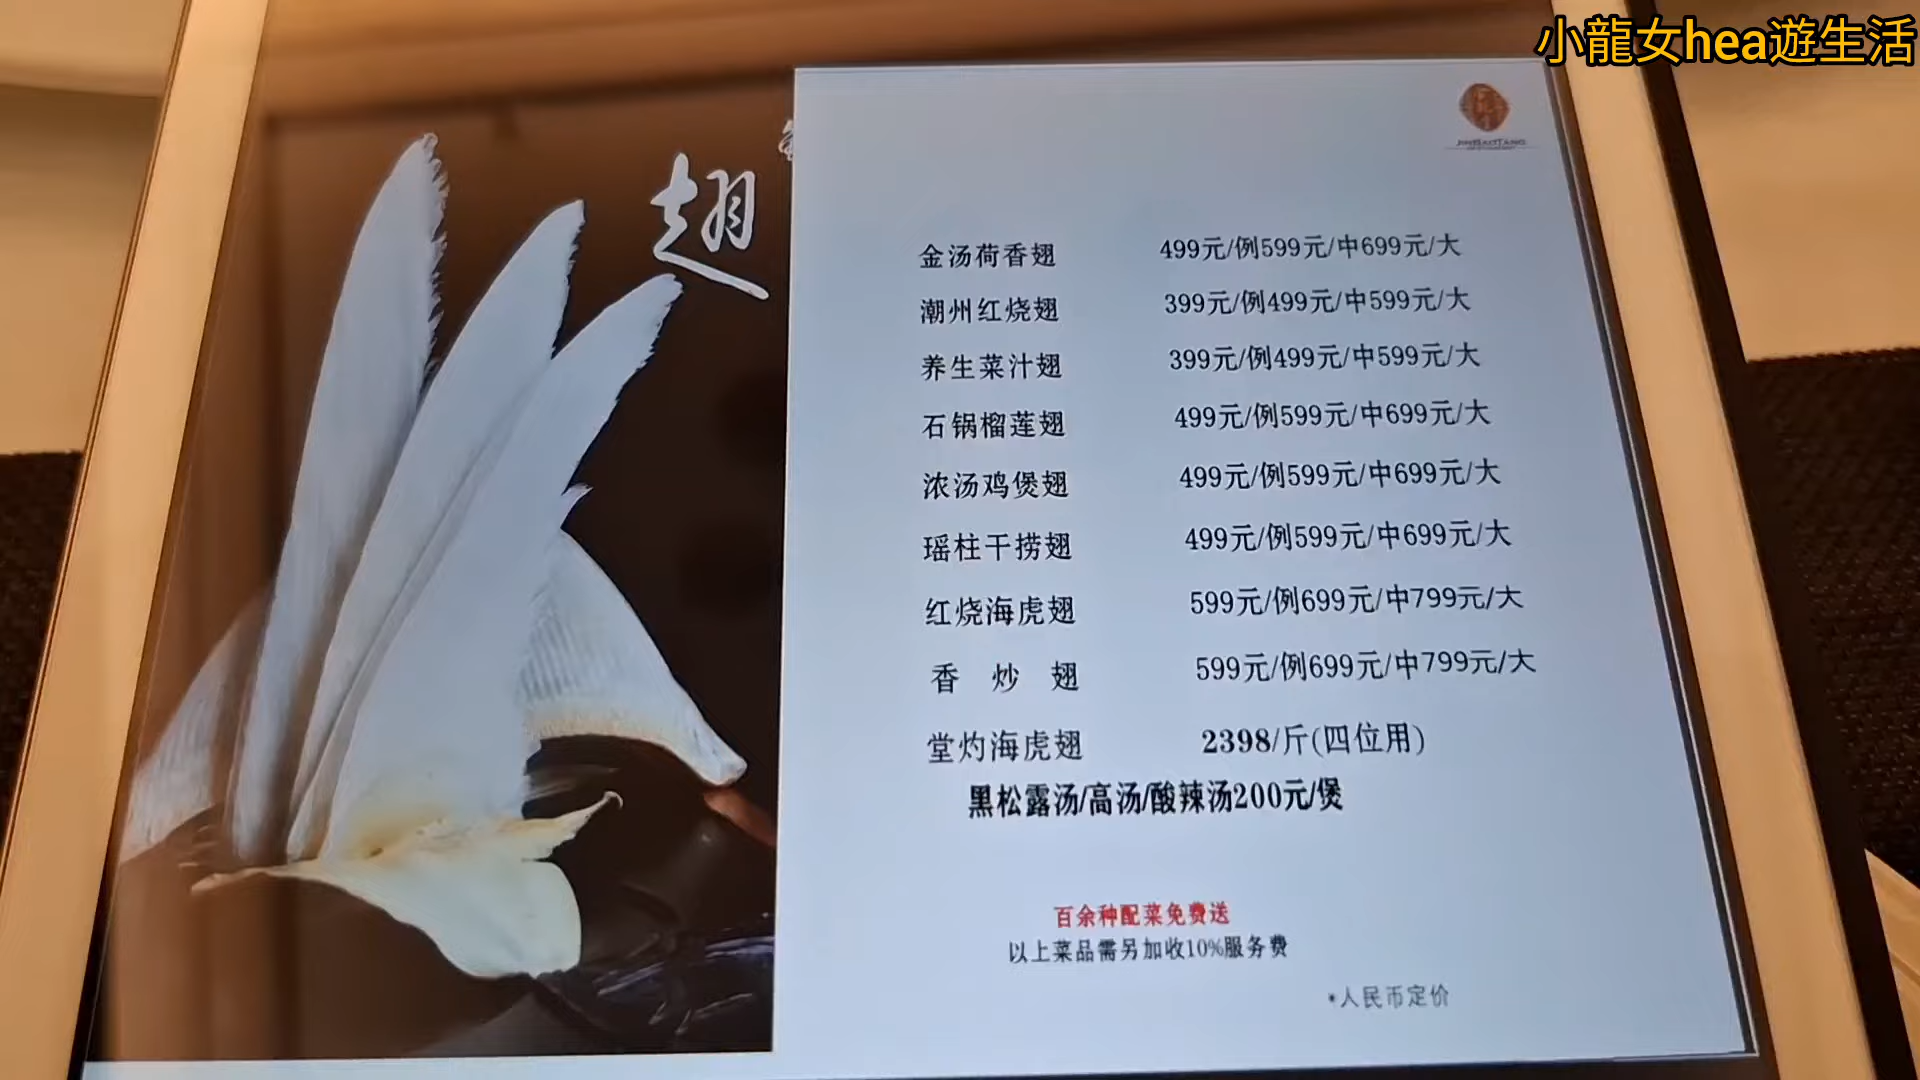 小龍女hea遊生活
翅
JINBAOTANG
金汤荷香翅 499元/例599元/中699元/大
潮州红烧翅 399元/例499元/中599元/大
养生菜汁翅 399元/例499元/中599元/大
石锅榴莲翅 499元/例599元/中699元/大
浓汤鸡煲翅 499元/例599元/中699元/大
瑶柱干捞翅 499元/例599元/中699元/大
红烧海虎翅 599元/例699元/中799元/大
香炒翅 599元/例699元/中799元/大
堂灼海虎翅 2398/斤(四位用)
黑松露汤/高汤/酸辣汤200元/煲
百余种配菜免费送
以上菜品需另加收10%服务费
*人民币定价